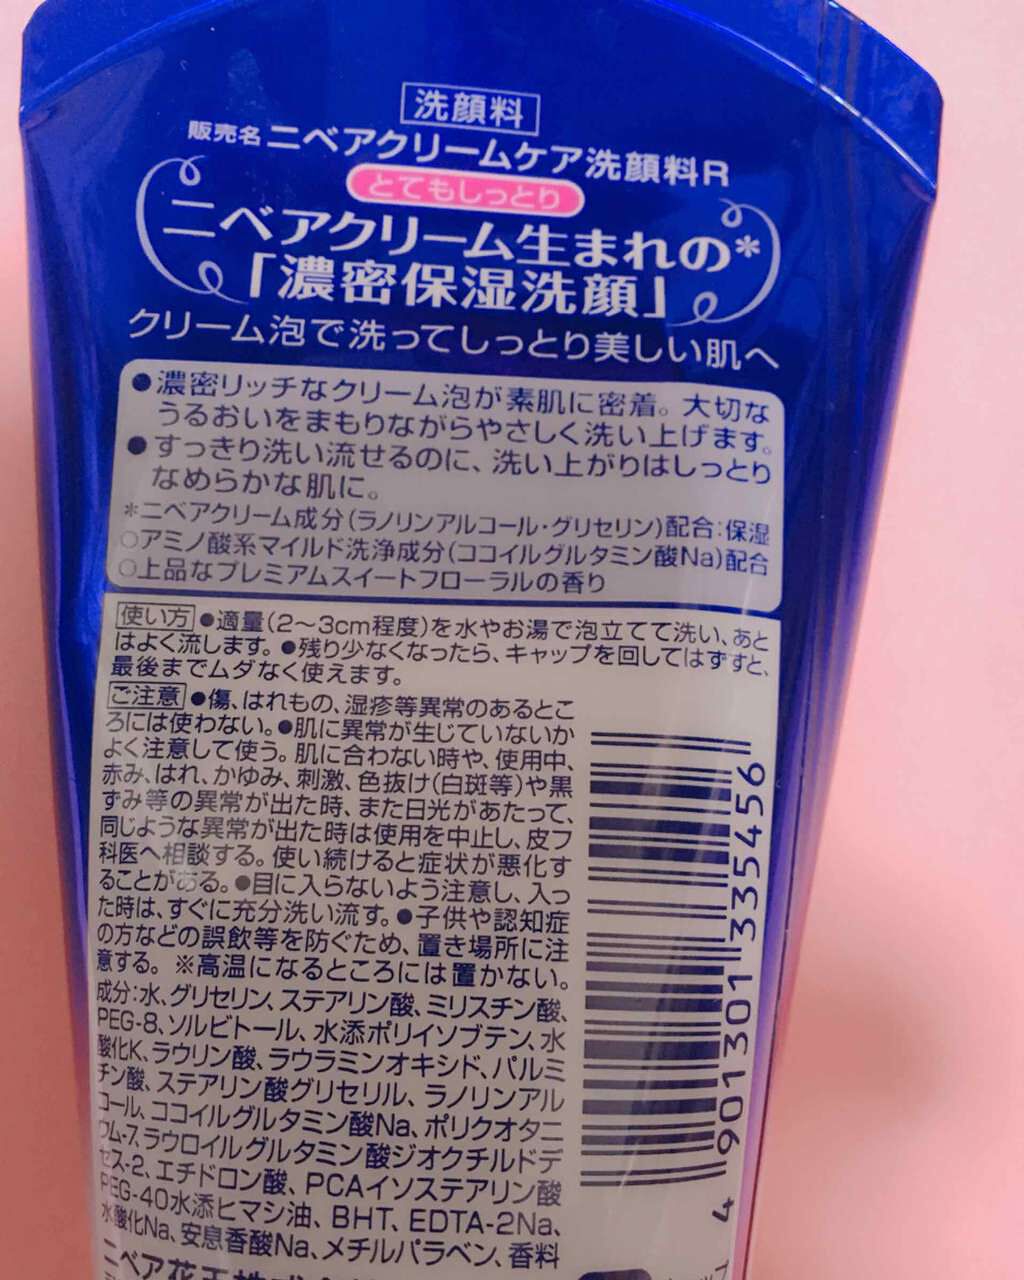 洗顔料
販売名ニベアクリームケア洗顔料R
とてもしっとり
ニベアクリーム生まれの*
「濃密保湿洗顔」
クリーム泡で洗ってしっとり美しい肌へ
●濃密リッチなクリーム泡が素肌に密着。大切な
うるおいをまもりながらやさしく洗い上げます。
●すっきり洗い流せるのに、洗い上がりはしっとり
なめらかな肌に。
*ニベアクリーム成分(ラノリンアルコール・グリセリン)配合:保湿
○アミノ酸系マイルド洗浄成分(ココイルグルタミン酸Na)配合
○上品なプレミアムスイートフローラルの香り
使い方 ●適量(2〜3cm程度)を水やお湯で泡立てて洗い、あと
はよく流します。●残り少なくなったら、キャップを回してはずすと、
最後までムダなく使えます。
ご注意 ●傷、はれもの、湿疹等異常のあるとこ
ろには使わない。●肌に異常が生じていないか
よく注意して使う。肌に合わない時や、使用中、
赤み、はれ、かゆみ、刺激、色抜け(白斑等)や黒
ずみ等の異常が出た時、また日光があたって、
同じような異常が出た時は使用を中止し、皮フ
科医へ相談する。使い続けると症状が悪化す
ることがある。●目に入らないよう注意し、入っ
た時は、すぐに充分洗い流す。●子供や認知症
の方などの誤飲等を防ぐため、置き場所に注
意する。※高温になるところには置かない。
成分:水、グリセリン、ステアリン酸、ミリスチン酸、
PEG-8、ソルビトール、水添ポリイソブテン、水
酸化K、ラウリン酸、ラウラミンオキシド、パルミ
チン酸、ステアリン酸グリセリル、ラノリンアル
コール、ココイルグルタミン酸Na、ポリクオタニ
ウム-7、ラウロイルグルタミン酸ジオクチルドデ
セス-2、エチドロン酸、PCAイソステアリン酸
PEG-40水添ヒマシ油、BHT、EDTA-2Na、
水酸化Na、安息香酸Na、メチルパラベン、香料
ニベア花王株式会
4 901301 335456